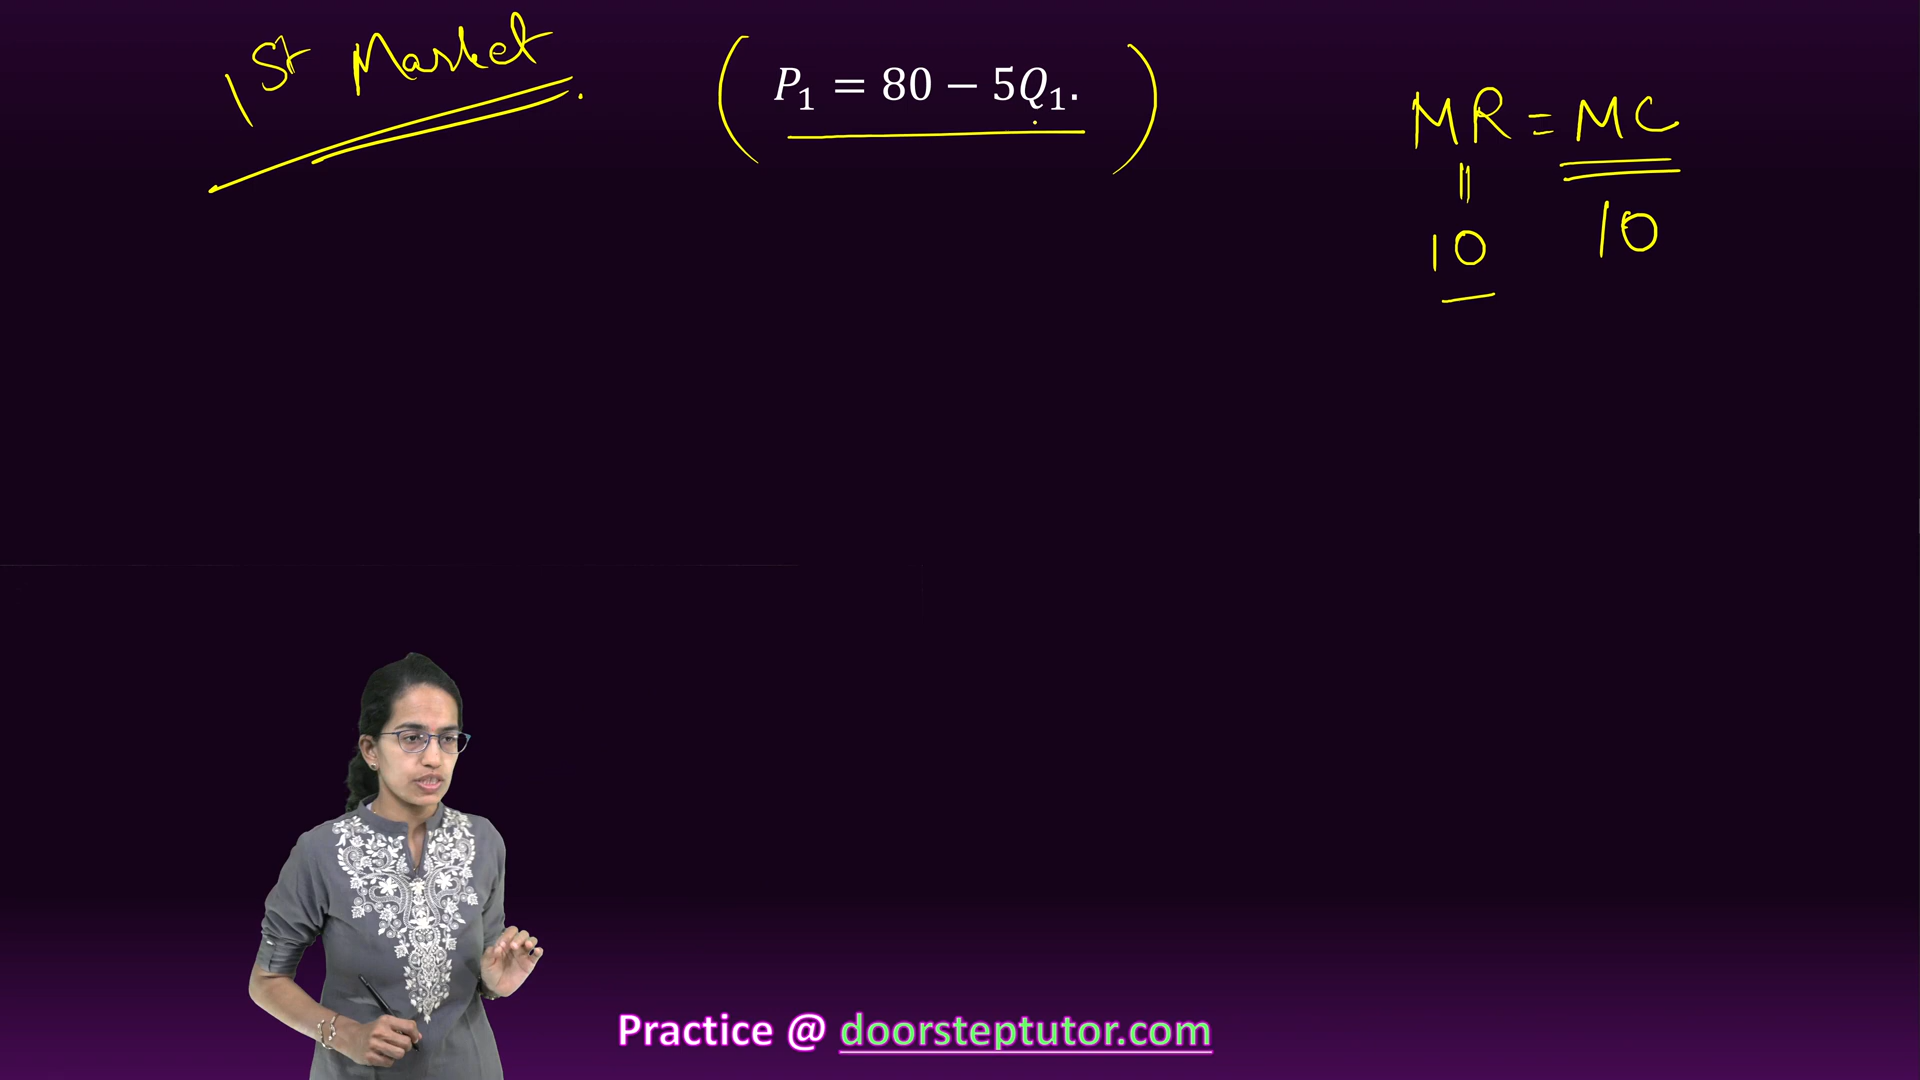 1st Market.
P₁ = 80 − 5Q₁.
MR = MC
॥
10 10
Practice @ doorsteptutor.com